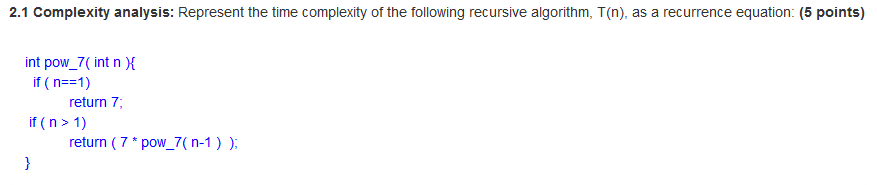 2.1 Complexity analysis: Represent the time complexity of the following recursive algorithm, T(n), as a recurrence equation: (5 points)
int pow_7( int n ){
if ( n==1)
return 7;
if ( n > 1)
return ( 7 * pow_7( n-1 ) );
}